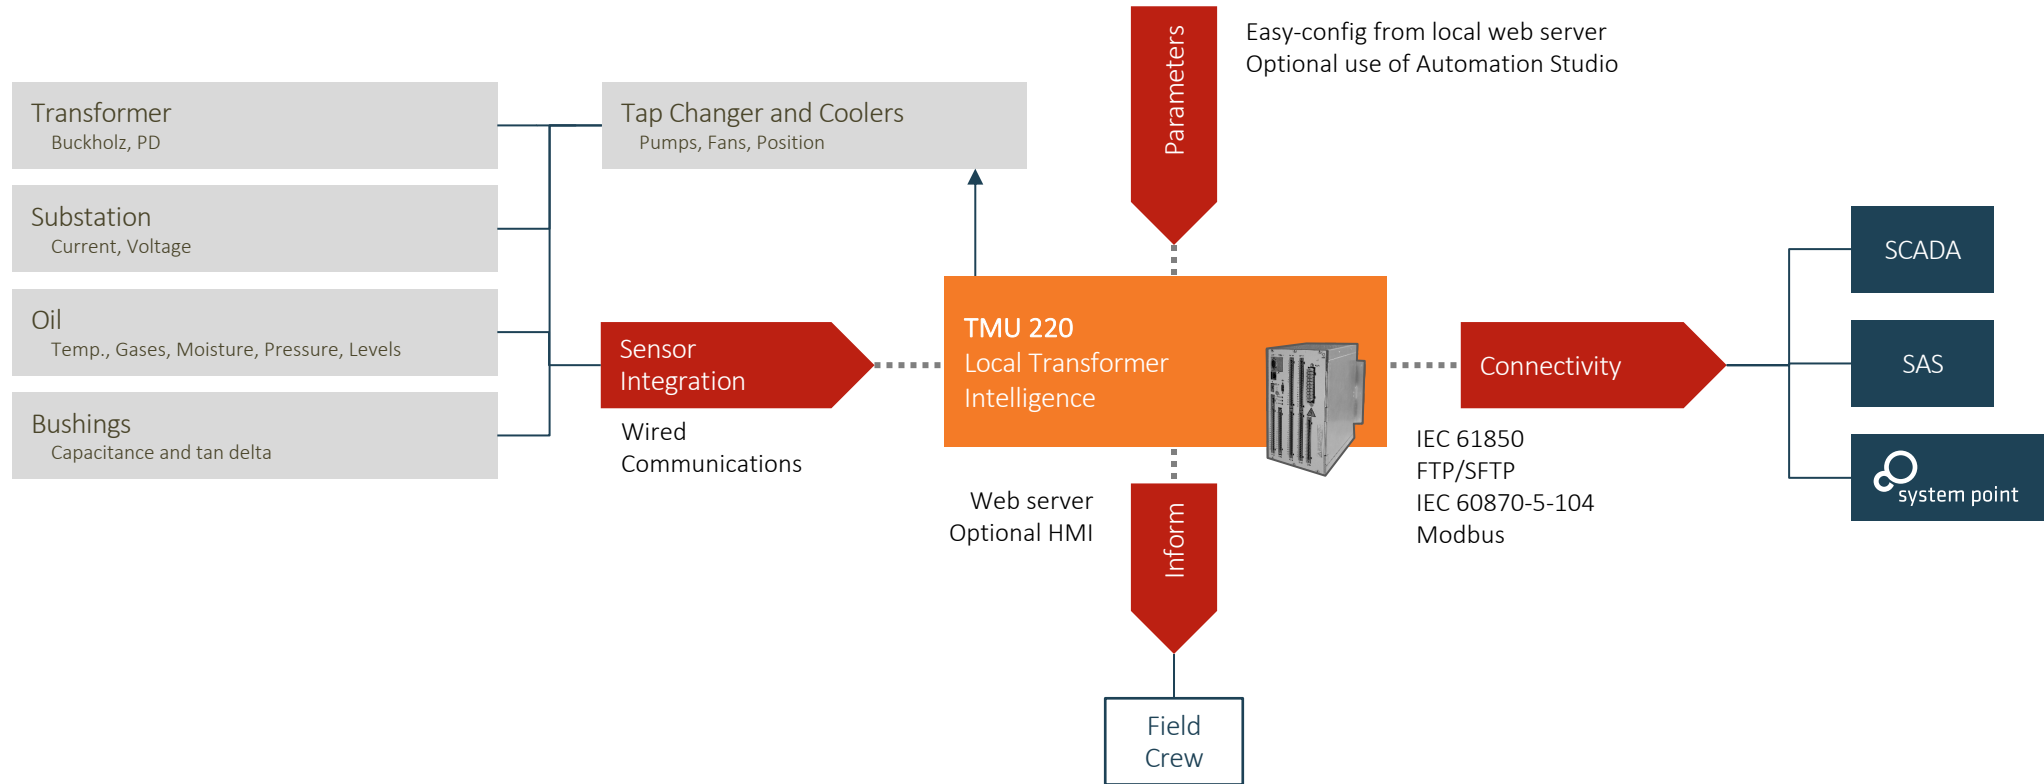 Easy-config from local web server
Optional use of Automation Studio
Parameters
Transformer
Buckholz, PD
Tap Changer and Coolers
Pumps, Fans, Position
Substation
Current, Voltage
Oil
Temp., Gases, Moisture, Pressure, Levels
Bushings
Capacitance and tan delta
Sensor
Integration
Wired
Communications
TMU 220
Local Transformer
Intelligence
Connectivity
IEC 61850
FTP/SFTP
IEC 60870-5-104
Modbus
SCADA
SAS
system point
Web server
Optional HMI
Inform
Field
Crew